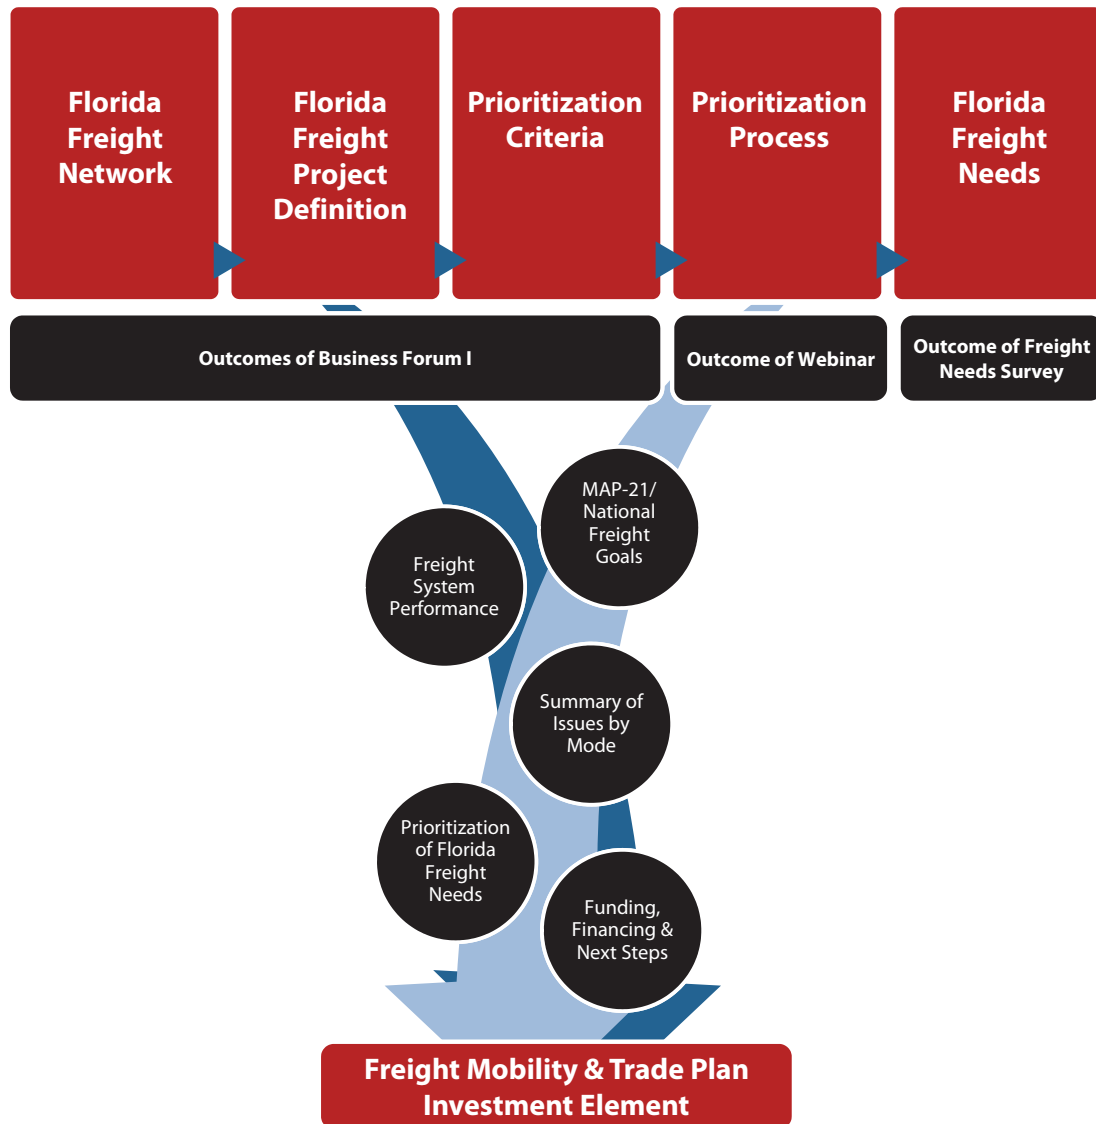 Florida
Freight
Network
Florida
Freight
Project
Definition
Prioritization
Criteria
Prioritization
Process
Florida
Freight
Needs
Outcomes of Business Forum I
Outcome of Webinar
Outcome of Freight
Needs Survey
MAP-21/
National
Freight
Goals
Freight
System
Performance
Summary of
Issues by
Mode
Prioritization
of Florida
Freight
Needs
Funding,
Financing &
Next Steps
Freight Mobility & Trade Plan
Investment Element